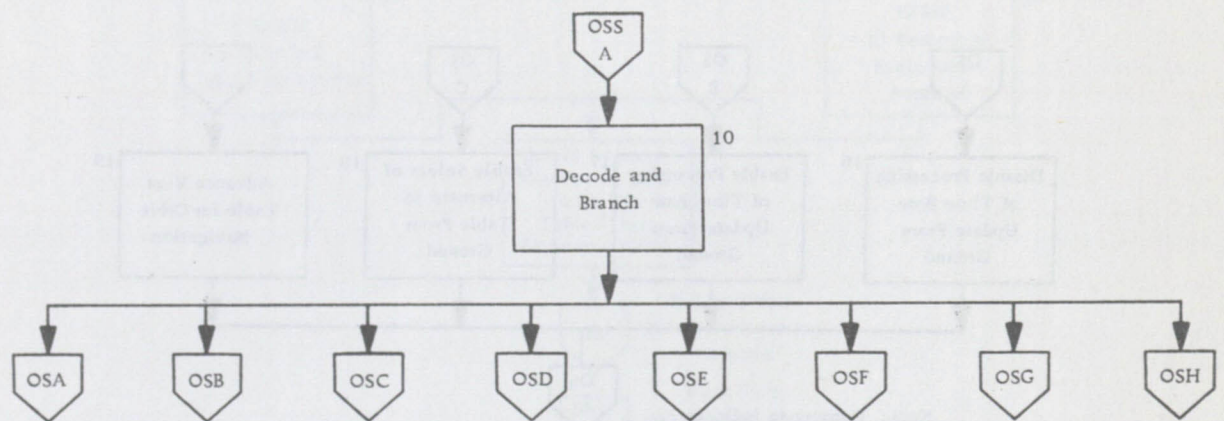 OSS
A
10
Decode and
Branch
OSA OSB OSC OSD OSE OSF OSG OSH